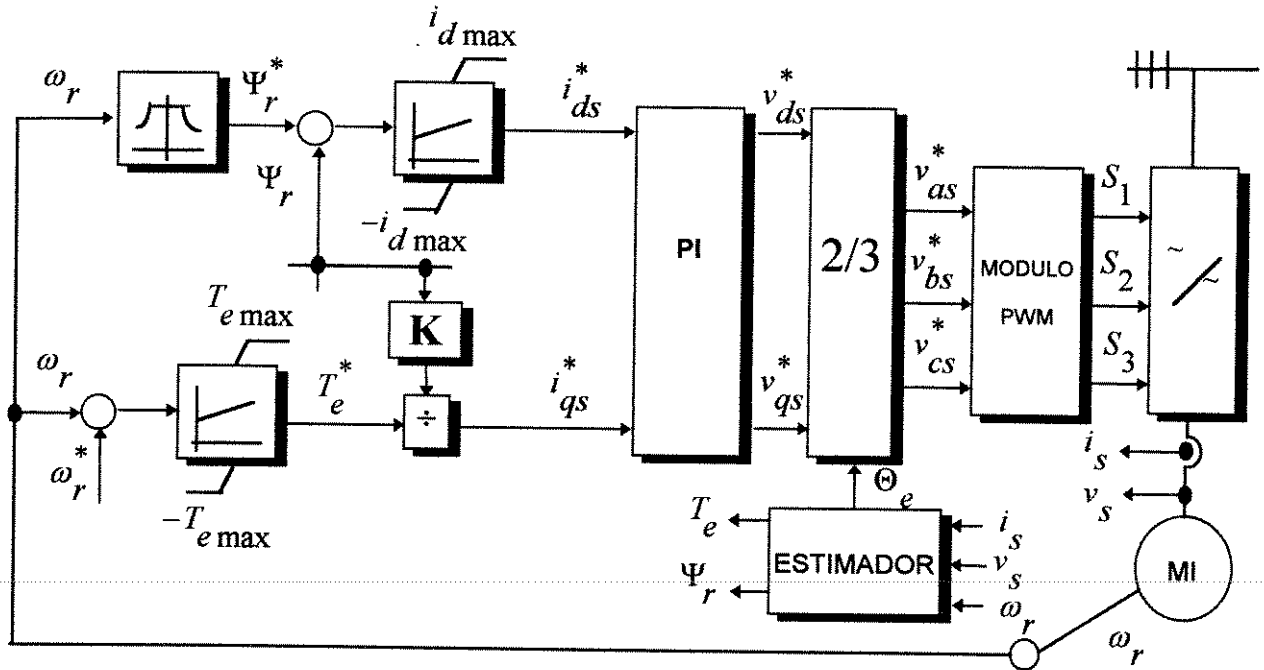 i_d max
ω_r
Ψ_r^*
i_ds^*
v_ds^*
Ψ_r
−i_d max
v_as^*
S_1
PI
2/3
v_bs^*
MODULO
PWM
S_2
~
~
v_cs^*
S_3
K
T_e max
ω_r
T_e^*
÷
i_qs^*
v_qs^*
ω_r^*
−T_e max
i_s
v_s
Θ_e
T_e
ESTIMADOR
Ψ_r
i_s
v_s
ω_r
MI
ω_r